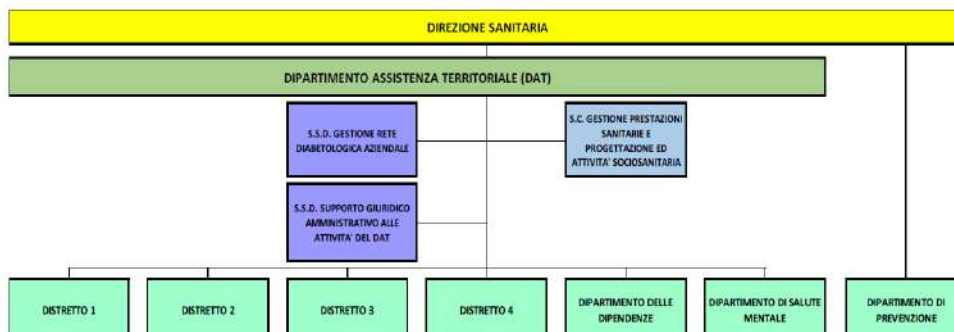 DIREZIONE SANITARIA
DIPARTIMENTO ASSISTENZA TERRITORIALE (DAT)
S.S.D. GESTIONE RETE
DIABETOLOGICA AZIENDALE
S.C. GESTIONE PRESTAZIONI
SANITARIE E
PROGETTAZIONE ED
ATTIVITA' SOCIOSANITARIA
S.S.D. SUPPORTO GIURIDICO
AMMINISTRATIVO ALLE
ATTIVITA' DEL DAT
DISTRETTO 1
DISTRETTO 2
DISTRETTO 3
DISTRETTO 4
DIPARTIMENTO DELLE
DIPENDENZE
DIPARTIMENTO DI SALUTE
MENTALE
DIPARTIMENTO DI
PREVENZIONE